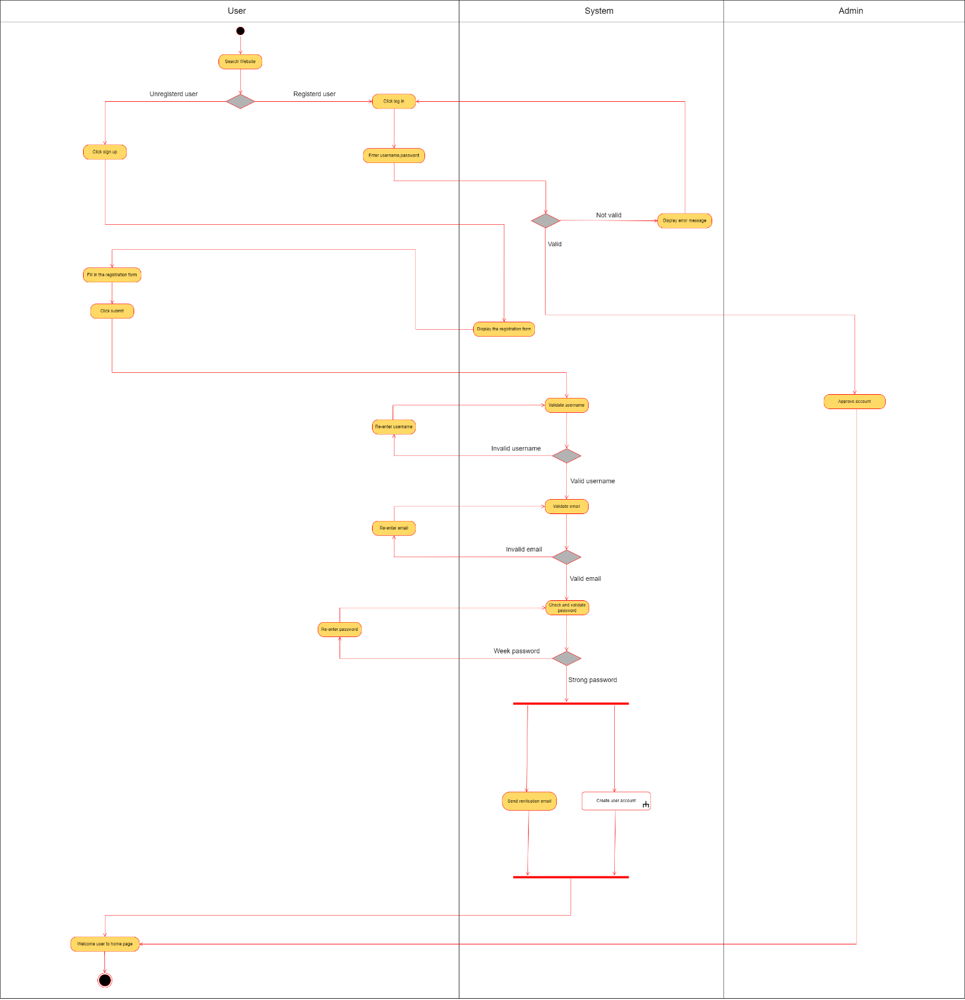 User
System
Admin
Search Website
Unregisterd user
Registerd user
Click log in
Click sign up
Enter username,password
Not valid
Display error message
Valid
Fill in the registration form
Click submit
Display the registration form
Validate username
Approve account
Re-enter username
Invalid username
Valid username
Validate email
Re-enter email
Invalid email
Valid email
Check and validate
password
Re-enter password
Week password
Strong password
Send verification email
Create user account
Welcome user to home page